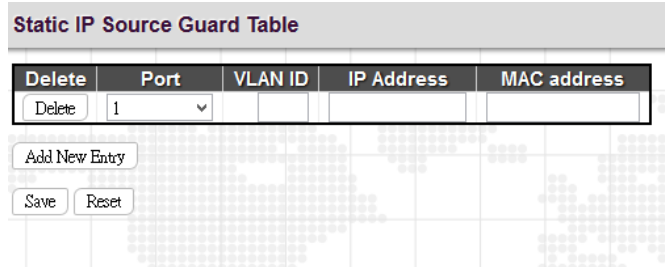 Static IP Source Guard Table
Delete Port VLAN ID IP Address MAC address
Delete 1
Add New Entry
Save Reset